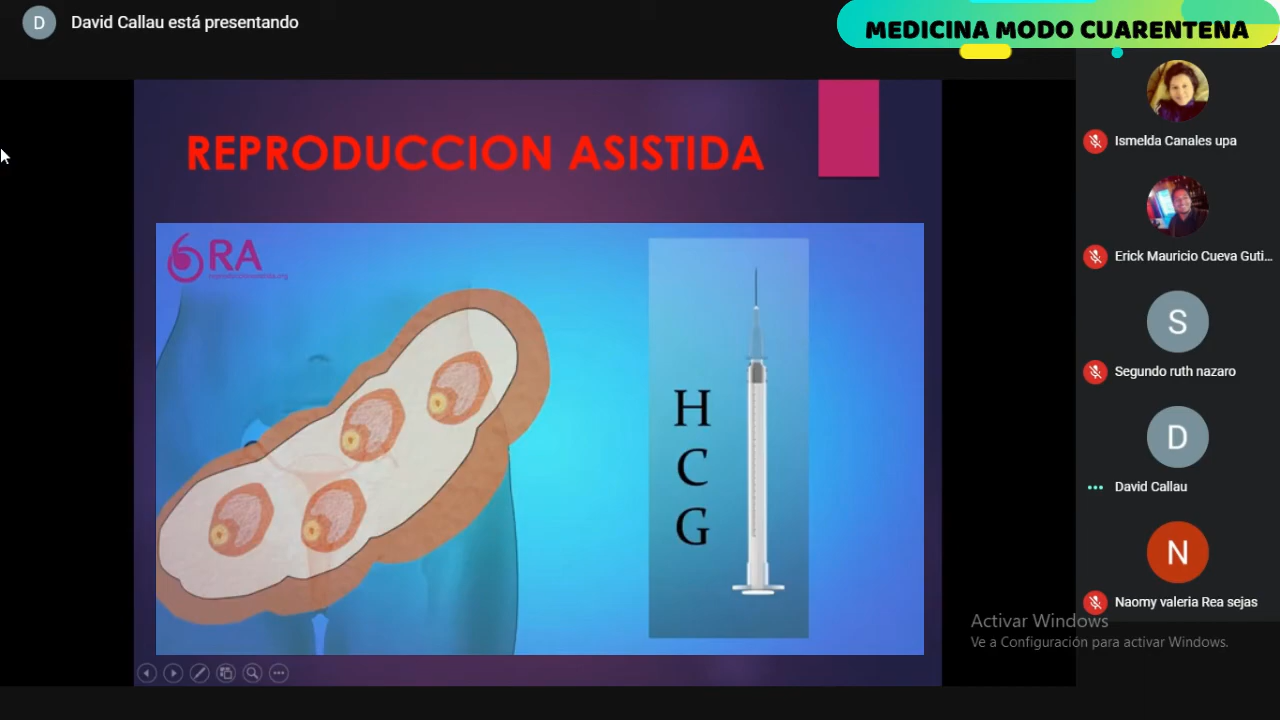 D
David Callau está presentando
MEDICINA MODO CUARENTENA
REPRODUCCION ASISTIDA
RA
H
C
G
Ismelda Canales upa
Erick Mauricio Cueva Guti...
S
Segundo ruth nazaro
D
David Callau
N
Naomy valeria Rea sejas
Activar Windows
Ve a Configuración para activar Windows.